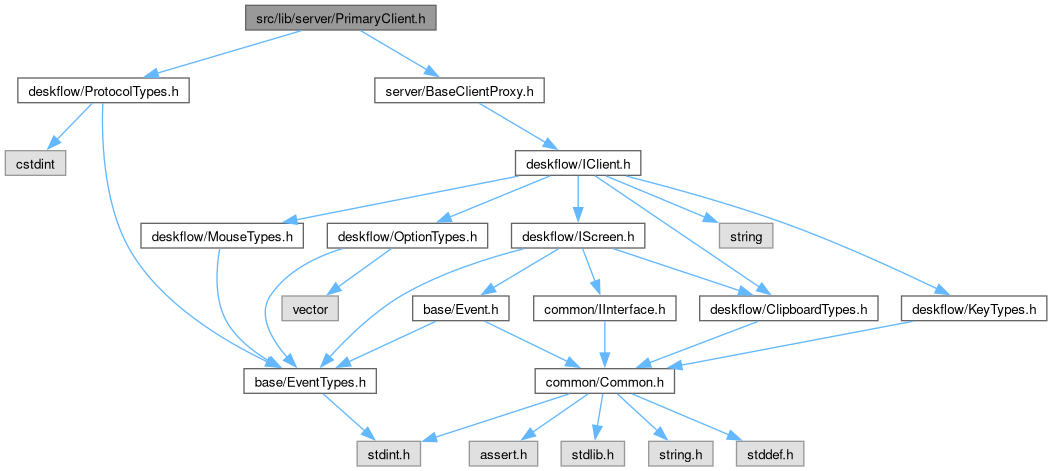 src/lib/server/PrimaryClient.h
deskflow/ProtocolTypes.h
server/BaseClientProxy.h
cstdint
deskflow/IClient.h
deskflow/MouseTypes.h
deskflow/OptionTypes.h
deskflow/IScreen.h
string
vector
base/Event.h
common/IInterface.h
deskflow/ClipboardTypes.h
deskflow/KeyTypes.h
base/EventTypes.h
common/Common.h
stdint.h
assert.h
stdlib.h
string.h
stddef.h